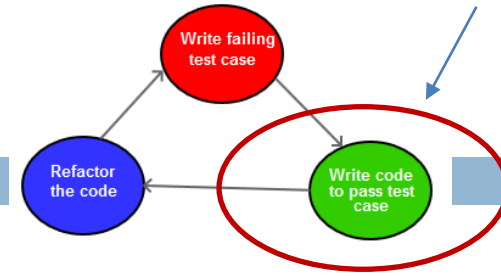 Write failing
test case
Refactor
the code
Write code
to pass test
case